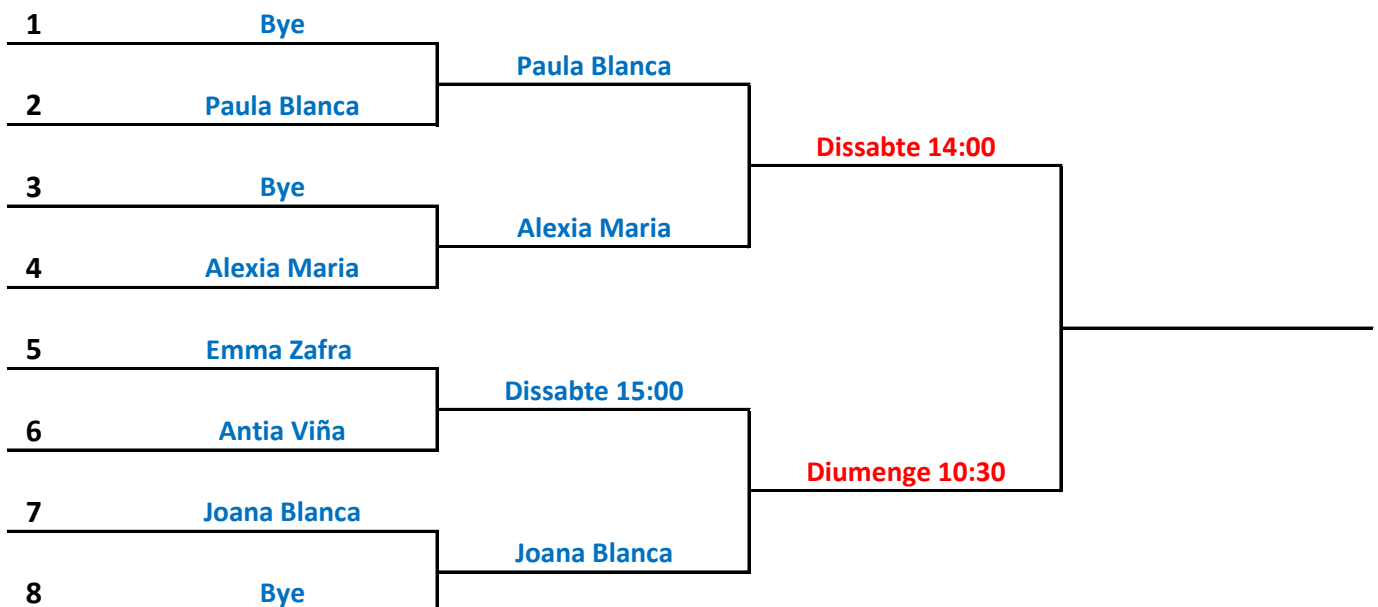 1 Bye
Paula Blanca
2 Paula Blanca
Dissabte 14:00
3 Bye
Alexia Maria
4 Alexia Maria
5 Emma Zafra
Dissabte 15:00
6 Antia Viña
Diumenge 10:30
7 Joana Blanca
Joana Blanca
8 Bye